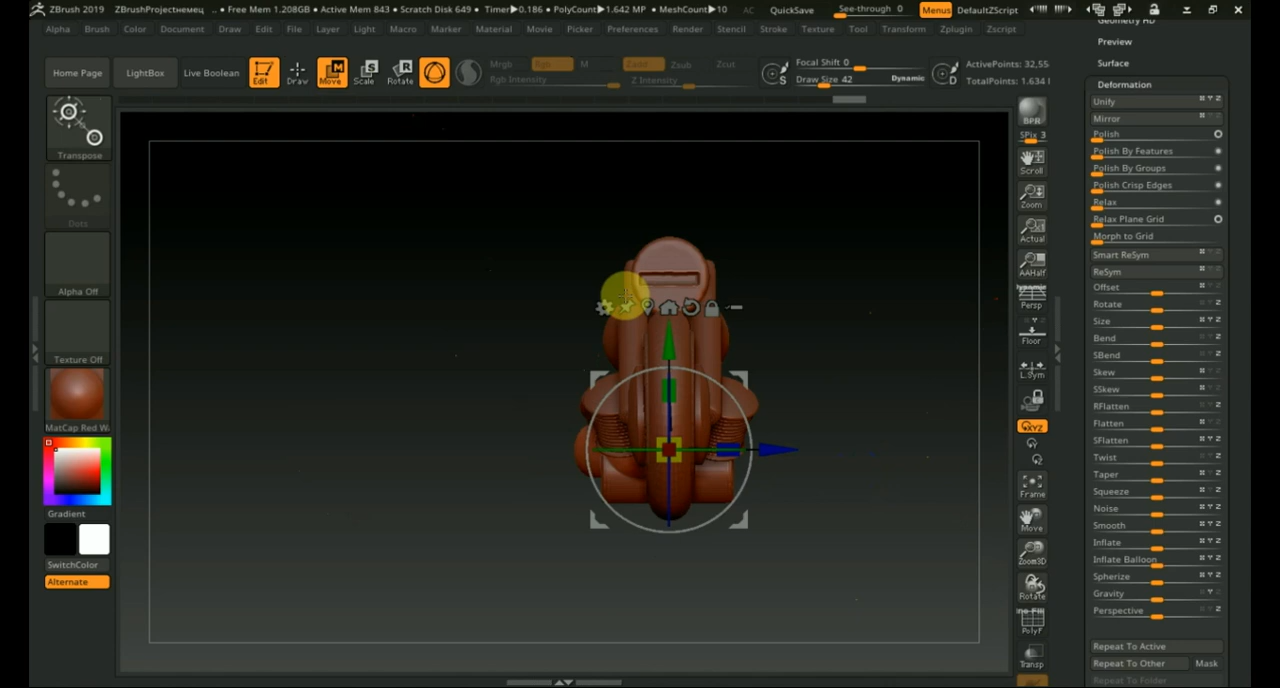 ZBrush 2019 ZBrushProjectнемец .. • Free Mem 1.208GB • Active Mem 843 • Scratch Disk 649 • Timer▶0.186 • PolyCount▶1.642 MP • MeshCount▶10 AC QuickSave See-through 0 Menus DefaultZScript
Alpha Brush Color Document Draw Edit File Layer Light Macro Marker Material Movie Picker Preferences Render Stencil Stroke Texture Tool Transform Zplugin Zscript
Home Page LightBox Live Boolean Edit Draw Move Scale Rotate Mrgb Rgb M Zadd Zsub Zcut Focal Shift 0 ActivePoints: 32,55
Rgb Intensity Z Intensity Draw Size 42 Dynamic TotalPoints: 1.634
Transpose
Dots
Alpha Off
Texture Off
MatCap Red W
Gradient
SwitchColor
Alternate
BPR
SPix 3
Scroll
Zoom
Actual
AAHalf
Dynamic
Persp
Floor
L.Sym
XYZ
Frame
Move
Zoom3D
Rotate
PolyF
Transp
Geometry HD
Preview
Surface
Deformation
Unify
Mirror
Polish
Polish By Features
Polish By Groups
Polish Crisp Edges
Relax
Relax Plane Grid
Morph to Grid
Smart ReSym
ReSym
Offset
Rotate
Size
Bend
SBend
Skew
SSkew
RFlatten
Flatten
SFlatten
Twist
Taper
Squeeze
Noise
Smooth
Inflate
Inflate Balloon
Spherize
Gravity
Perspective
Repeat To Active
Repeat To Other Mask
Repeat To Folder